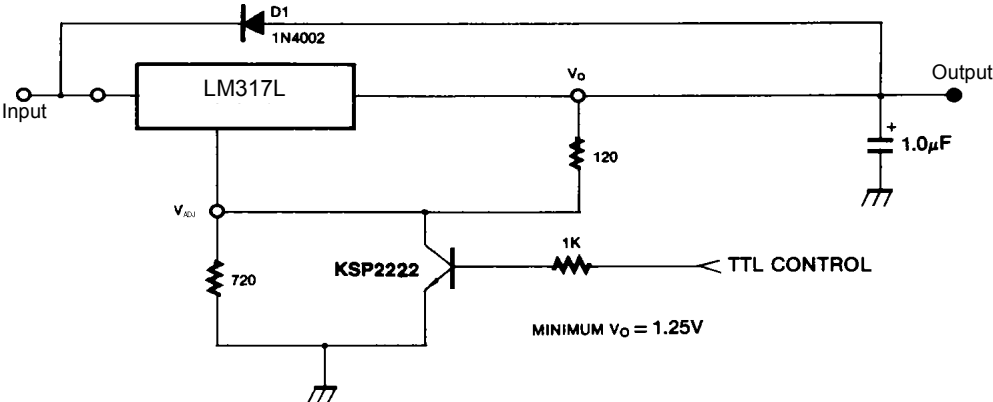 D1
1N4002
LM317L
Vo
Output
Input
+
1.0μF
120
VADJ
1K
KSP2222
TTL CONTROL
720
MINIMUM Vo = 1.25V